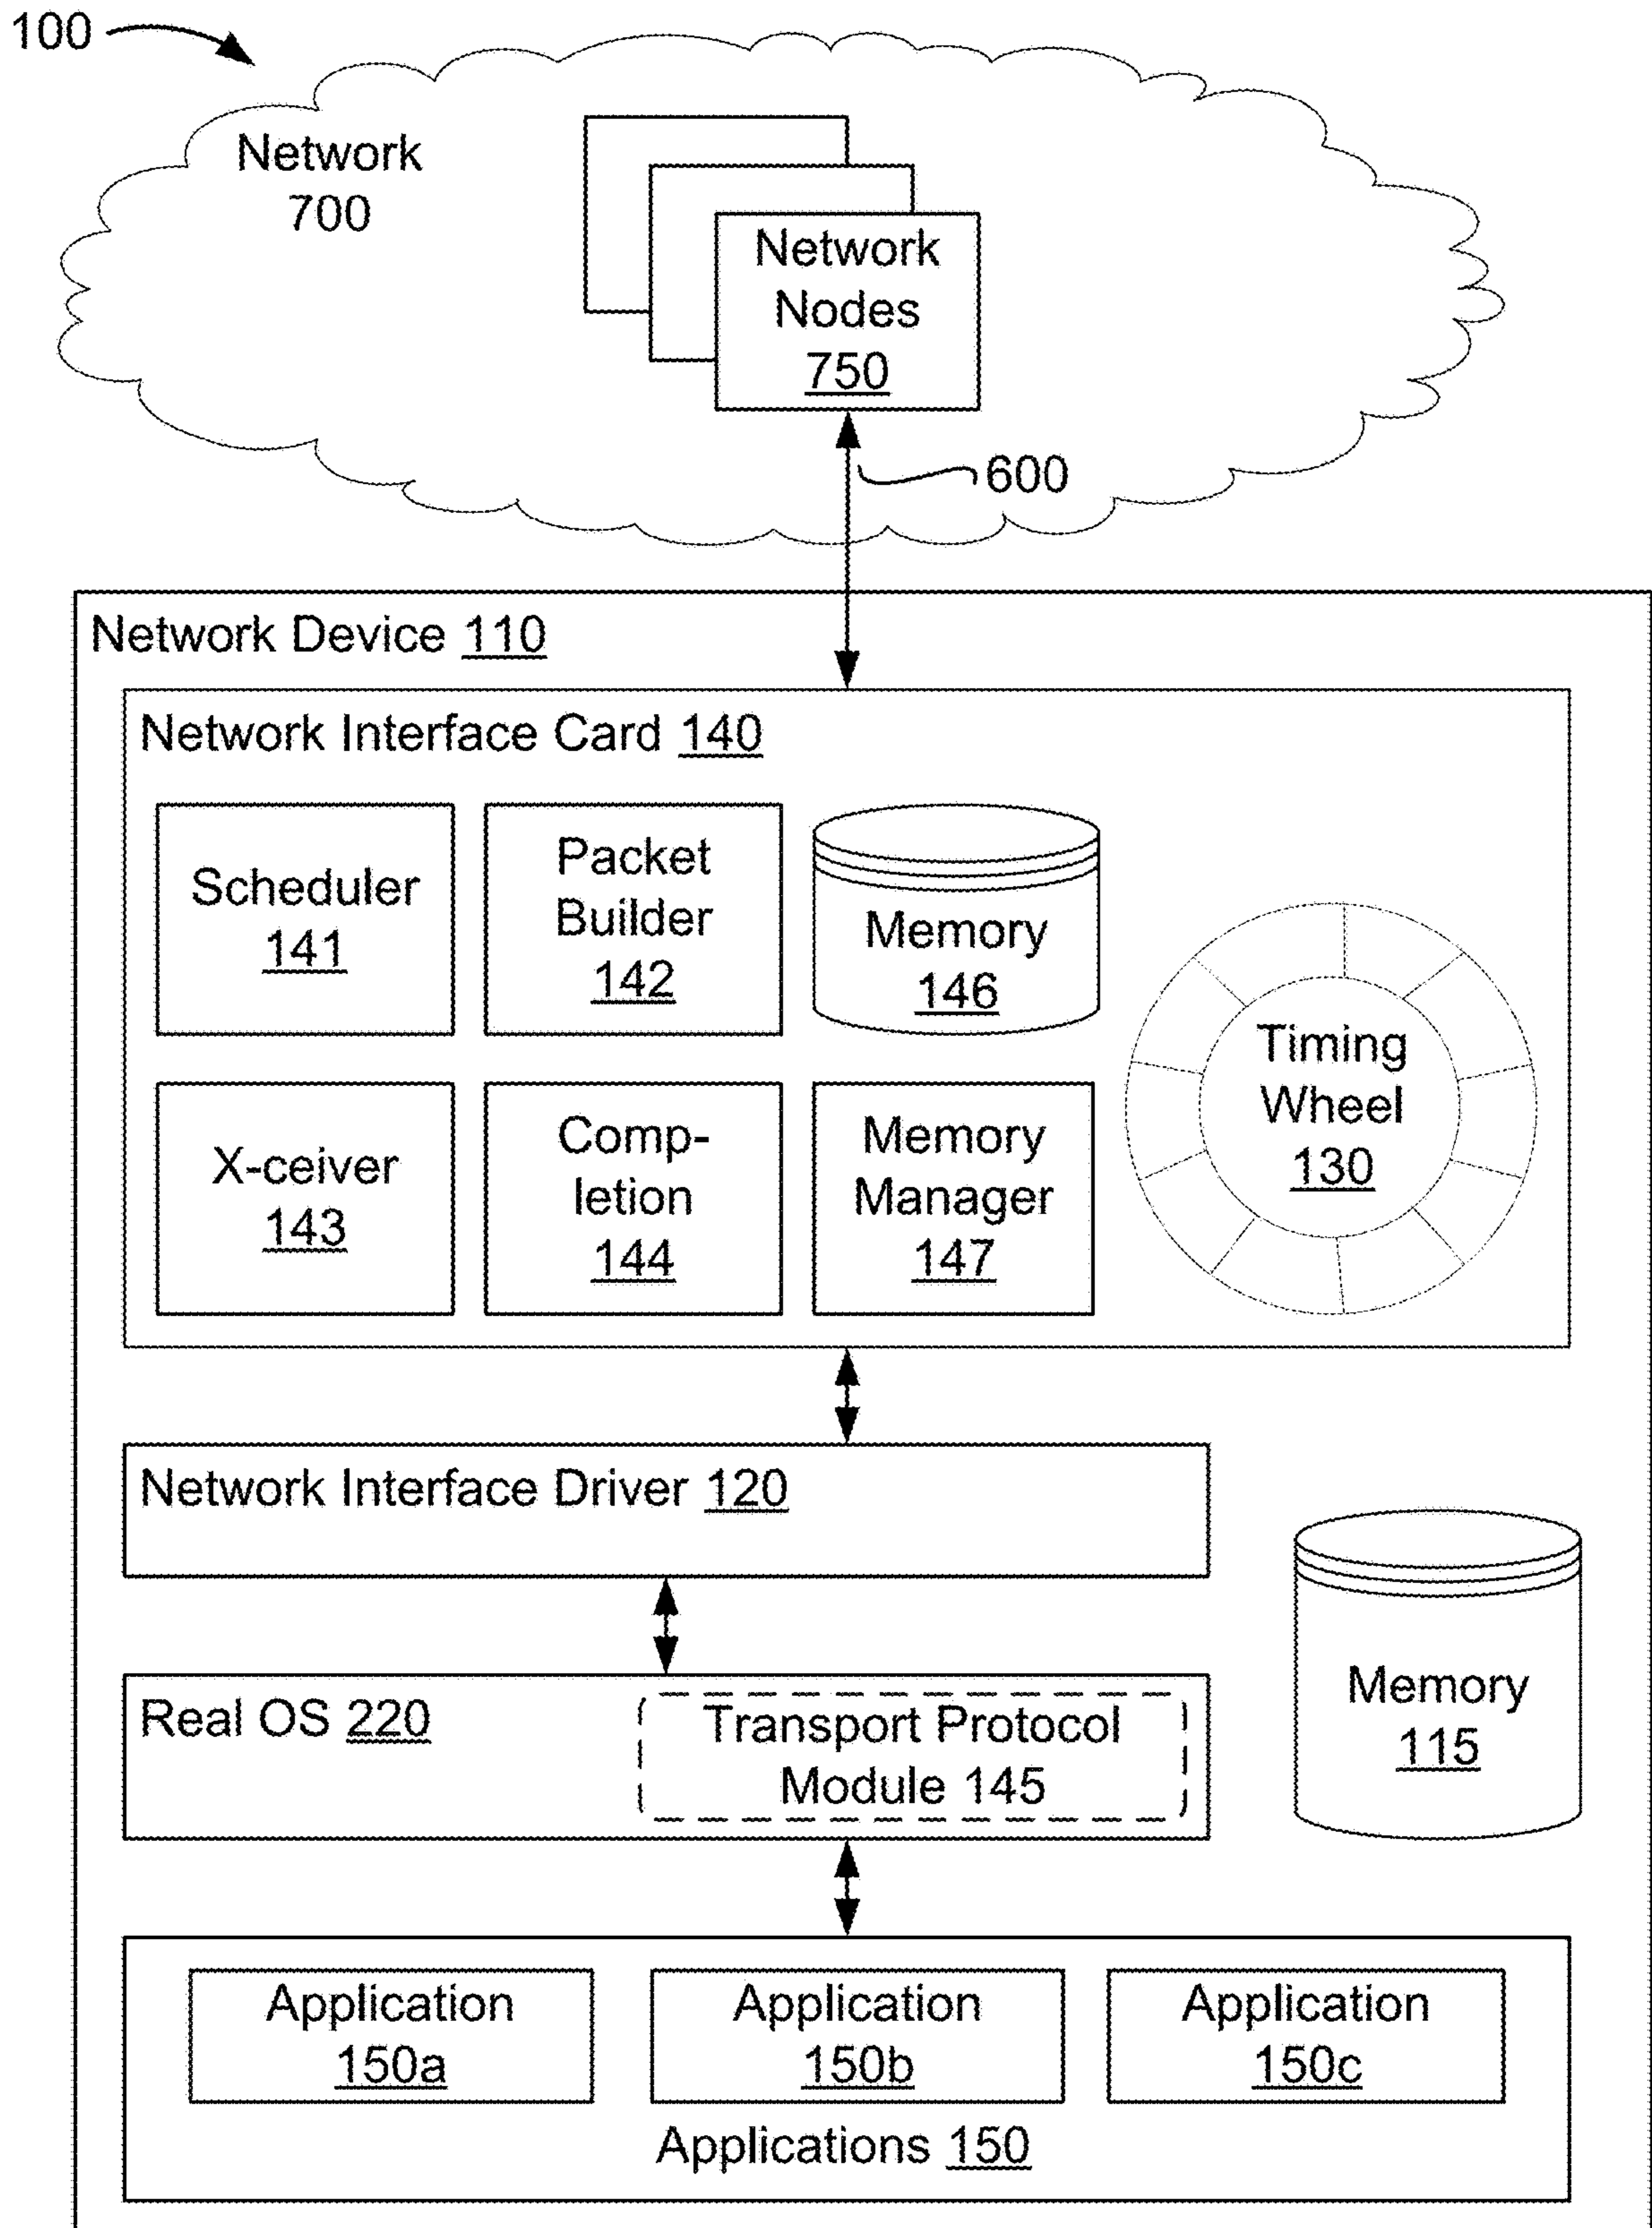 100
Network
700
Network
Nodes
750
600
Network Device 110
Network Interface Card 140
Scheduler
141
Packet
Builder
142
Memory
146
X-ceiver
143
Comp-
letion
144
Memory
Manager
147
Timing
Wheel
130
Network Interface Driver 120
Real OS 220
Transport Protocol
Module 145
Memory
115
Application
150a
Application
150b
Application
150c
Applications 150